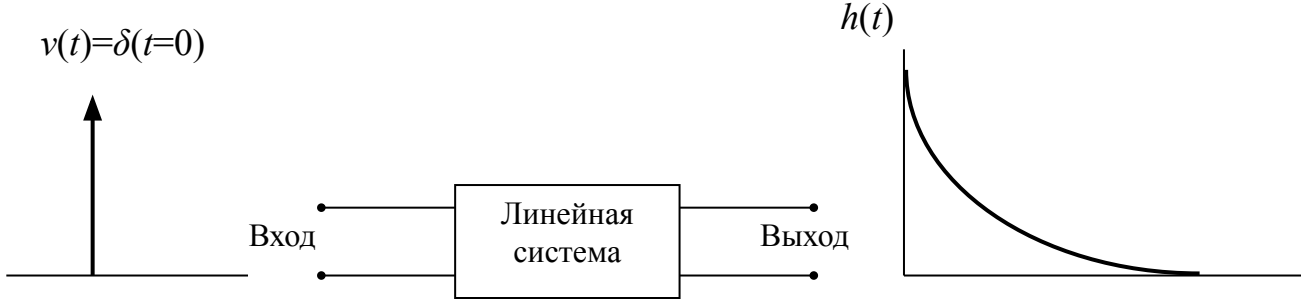 v(t)=δ(t=0)
Вход
Линейная
система
Выход
h(t)